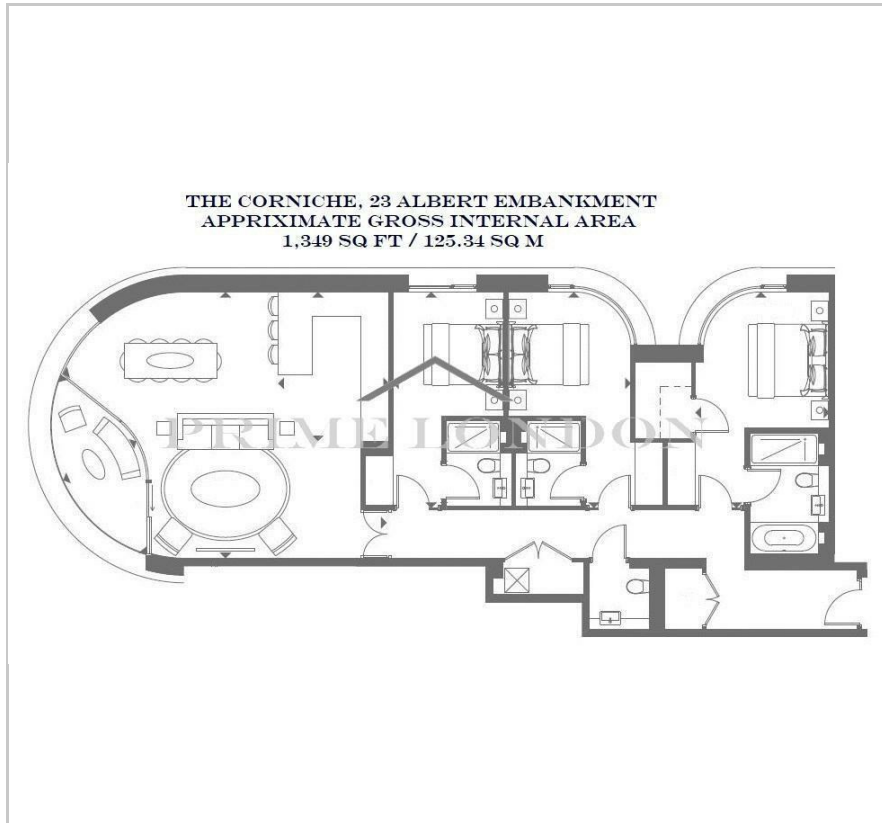 THE CORNICHE, 23 ALBERT EMBANKMENT
APPRIXIMATE GROSS INTERNAL AREA
1,349 SQ FT / 125.34 SQ M
PRIME LONDON